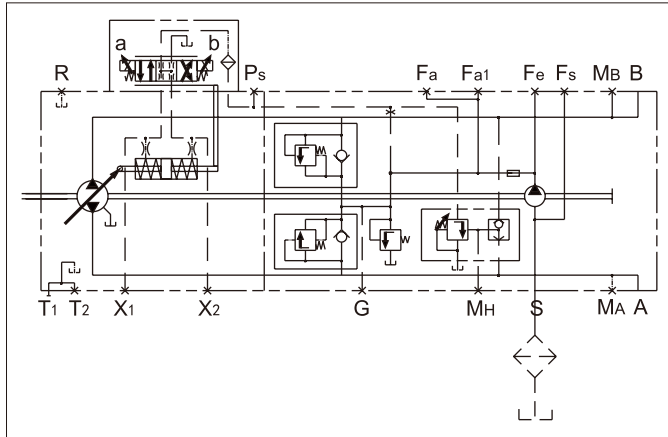 a b
R Ps Fa Fa1 Fe Fs MB B
T1 T2 X1 X2 G MH S MA A